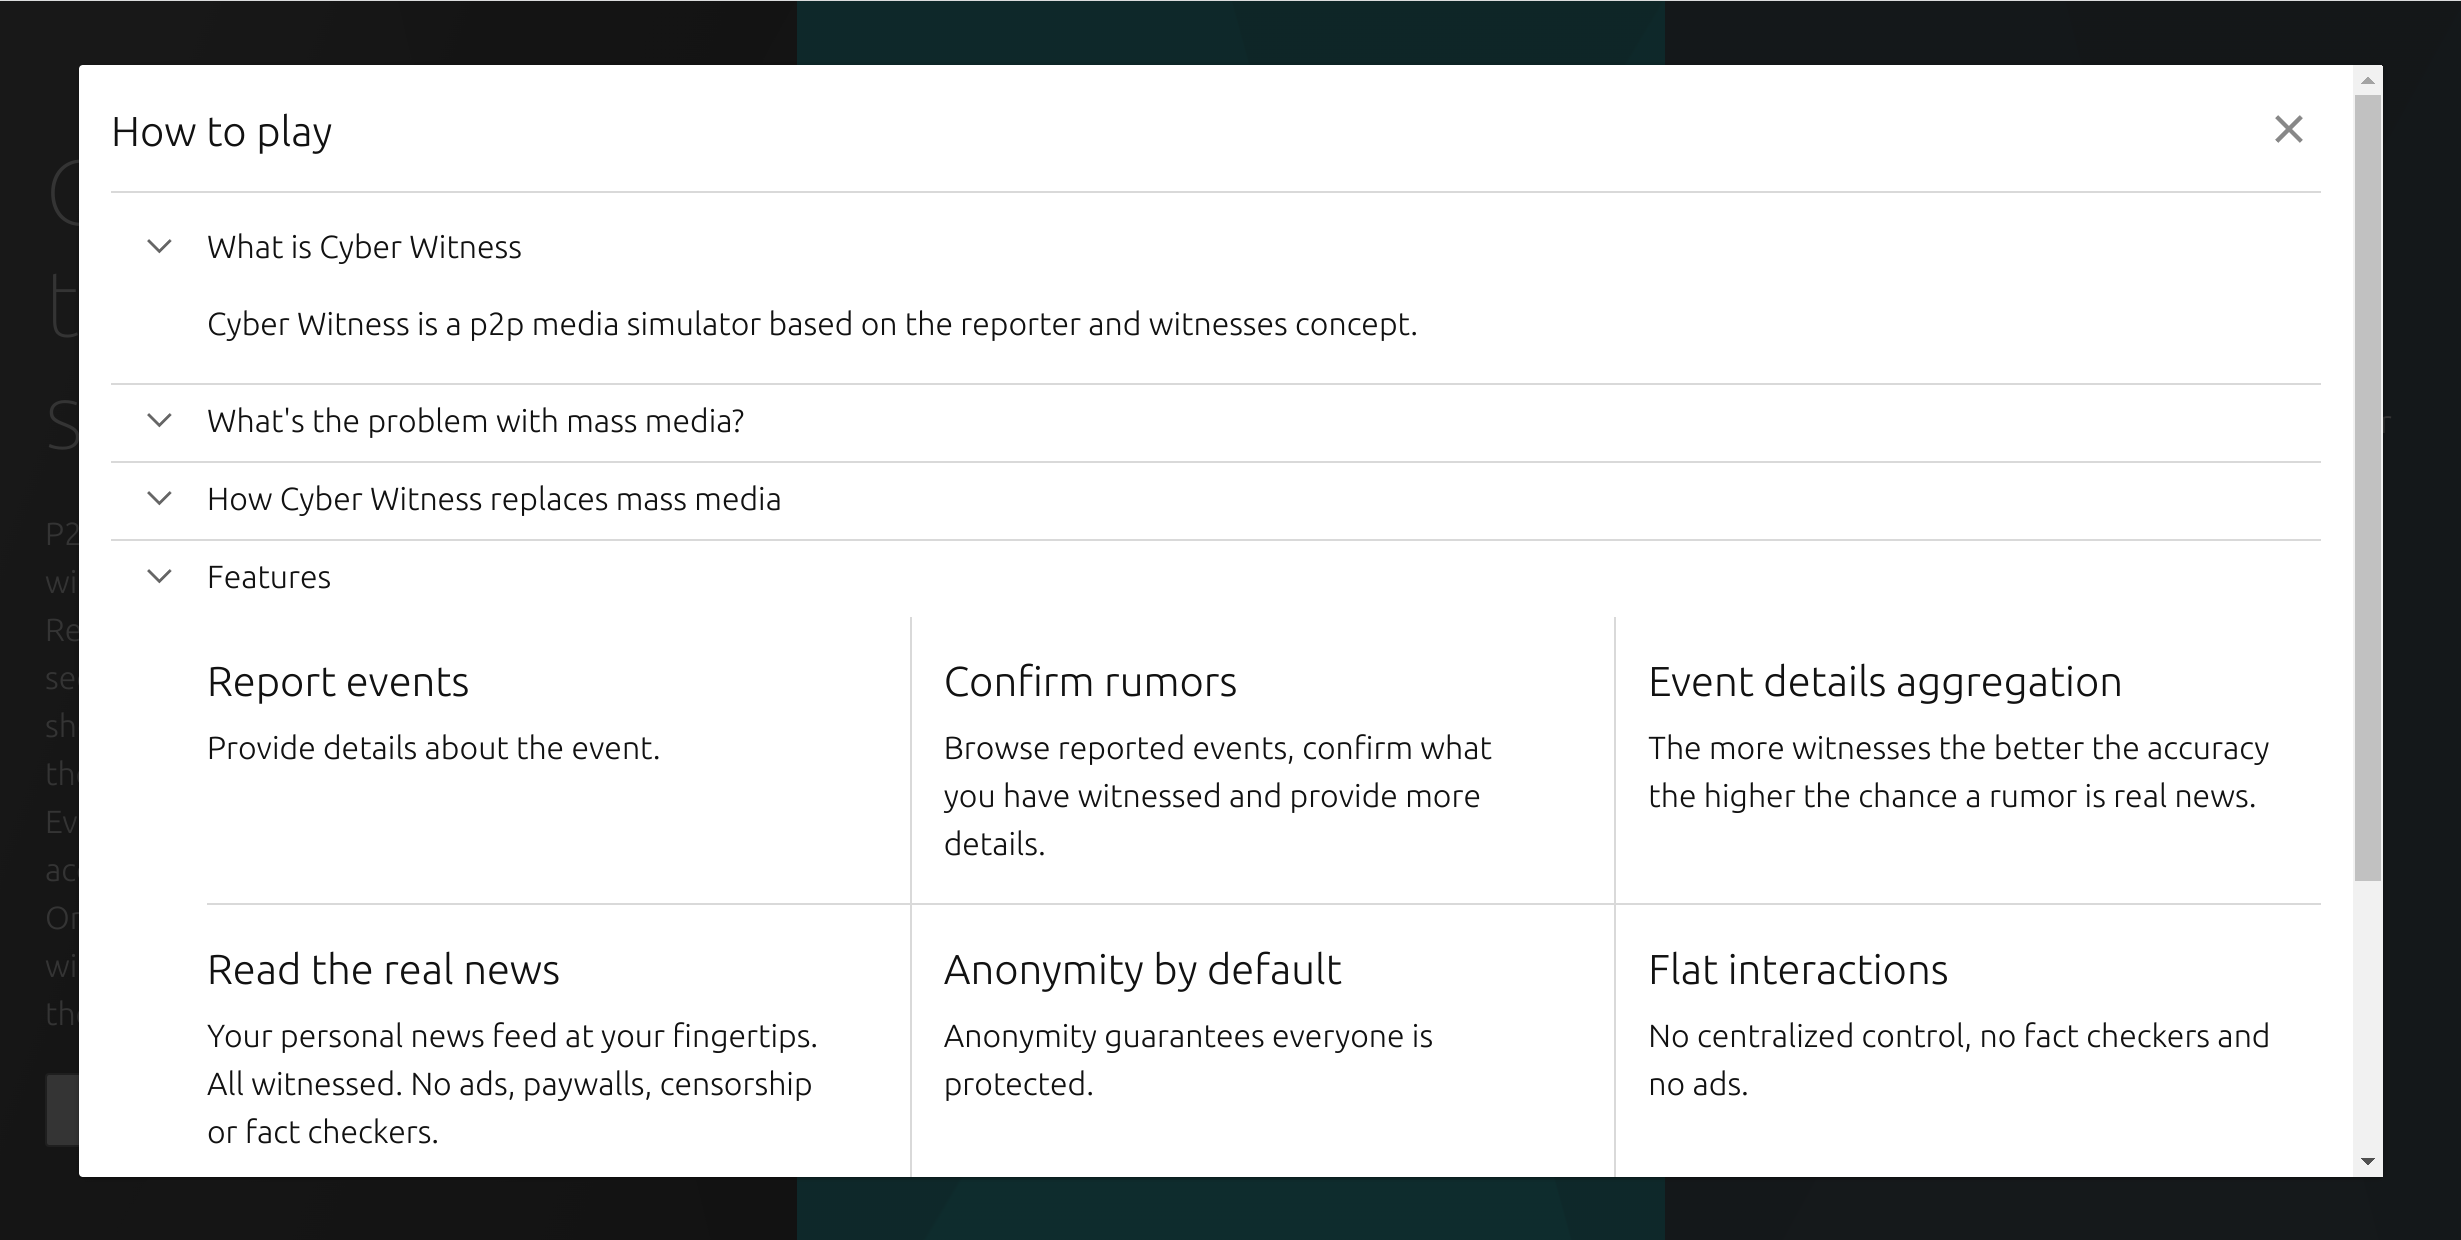 How to play
What is Cyber Witness
Cyber Witness is a p2p media simulator based on the reporter and witnesses concept.
What's the problem with mass media?
How Cyber Witness replaces mass media
Features
Report events
Provide details about the event.
Confirm rumors
Browse reported events, confirm what
you have witnessed and provide more
details.
Event details aggregation
The more witnesses the better the accuracy
the higher the chance a rumor is real news.
Read the real news
Your personal news feed at your fingertips.
All witnessed. No ads, paywalls, censorship
or fact checkers.
Anonymity by default
Anonymity guarantees everyone is
protected.
Flat interactions
No centralized control, no fact checkers and
no ads.